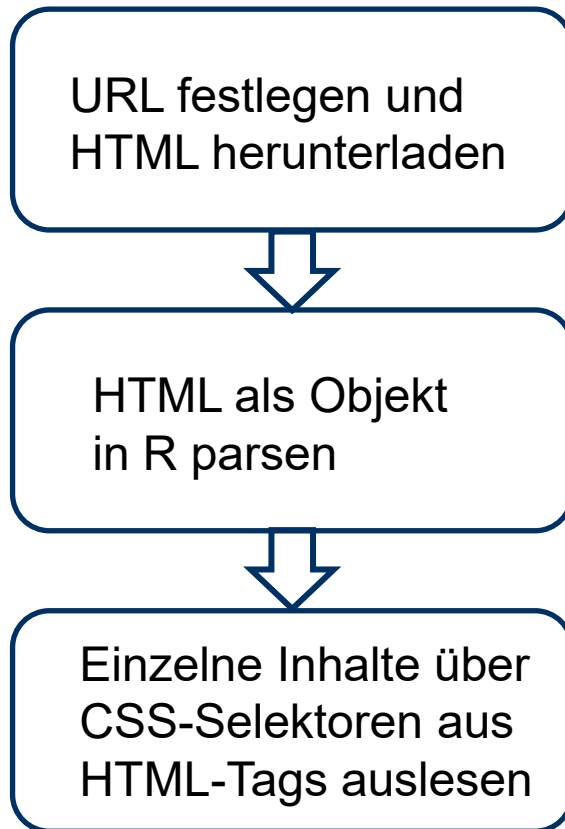 URL festlegen und
HTML herunterladen
HTML als Objekt
in R parsen
Einzelne Inhalte über
CSS-Selektoren aus
HTML-Tags auslesen